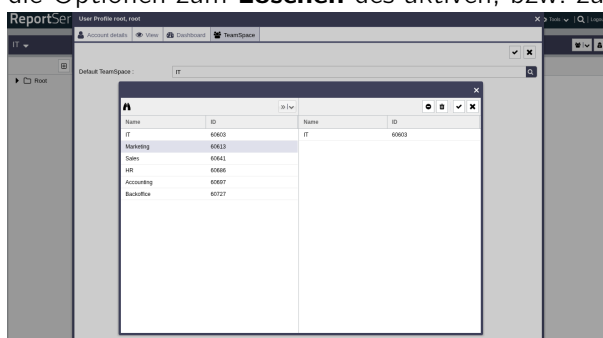 die Optionen zum Löschen des aktiven, bzw. zu
ReportSer
User Profile root, root
Tools
Account details View Dashboard TeamSpace
IT
Default TeamSpace : IT
Root
Name ID Name ID
IT 60603 IT 60603
Marketing 60613
Sales 60641
HR 60686
Accounting 60697
Backoffice 60727